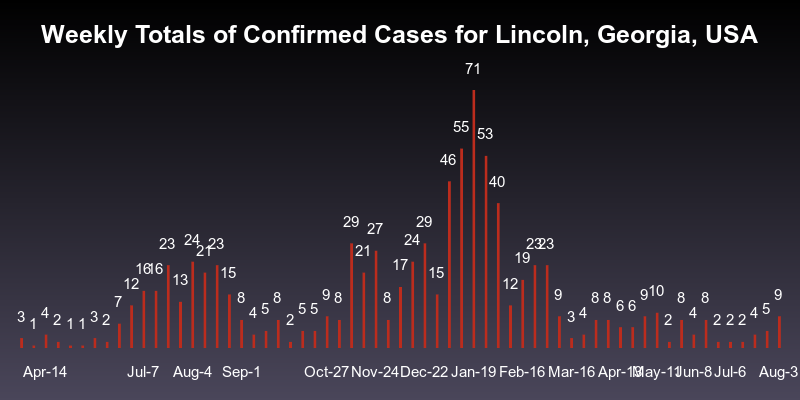 Weekly Totals of Confirmed Cases for Lincoln, Georgia, USA
3 1 4 2 1 1 3 2 7 12 16 16 23 13 24 21 23 15 8 4 5 8 2 5 5 9 8 29 21 27 8 17 24 29 15 46 55 71 53 40 12 19 23 23 9 3 4 8 8 6 6 9 10 2 8 4 8 2 2 2 4 5 9
Apr-14 Jul-7 Aug-4 Sep-1 Oct-27 Nov-24 Dec-22 Jan-19 Feb-16 Mar-16 Apr-13 May-11 Jun-8 Jul-6 Aug-3